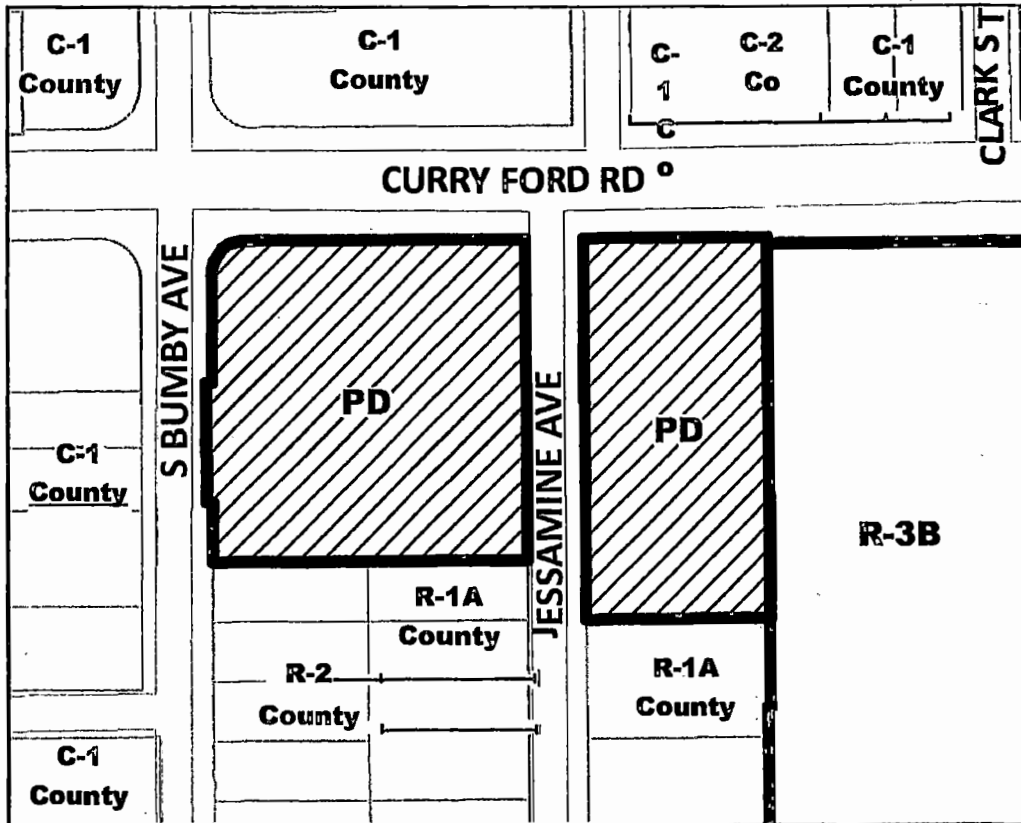 C-1
County
C-1
County
C-
1
C
o
C-2
Co
C-1
County
CLARK ST
CURRY FORD RD
S BUMBY AVE
PD
JESSAMINE AVE
PD
C-1
County
R-3B
R-1A
County
R-2
County
R-1A
County
C-1
County